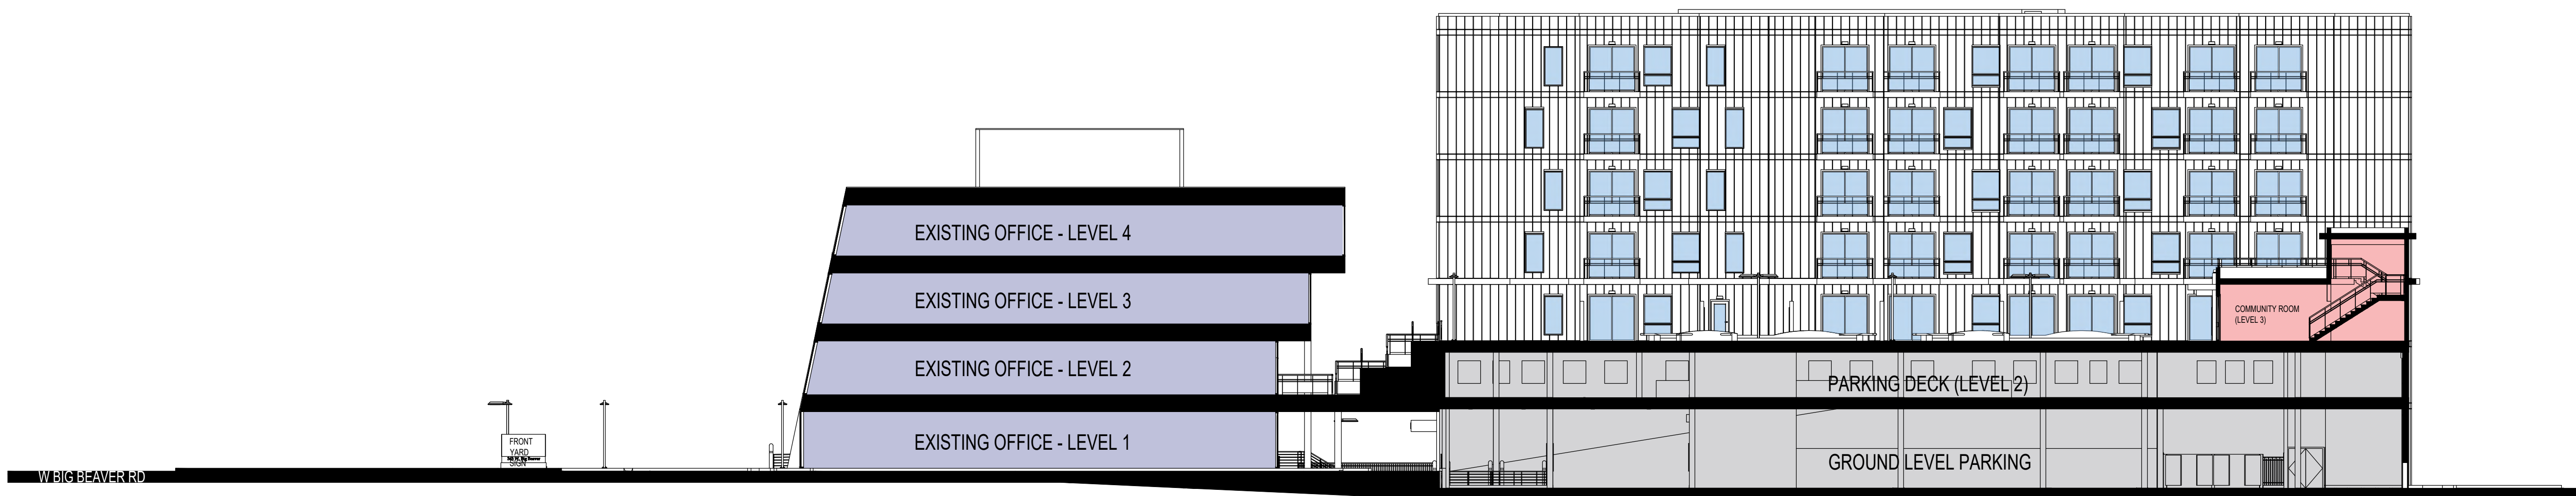 EXISTING OFFICE - LEVEL 4
EXISTING OFFICE - LEVEL 3
EXISTING OFFICE - LEVEL 2
EXISTING OFFICE - LEVEL 1
COMMUNITY ROOM
(LEVEL 3)
PARKING DECK (LEVEL 2)
GROUND LEVEL PARKING
FRONT
YARD
SIGN
W BIG BEAVER RD